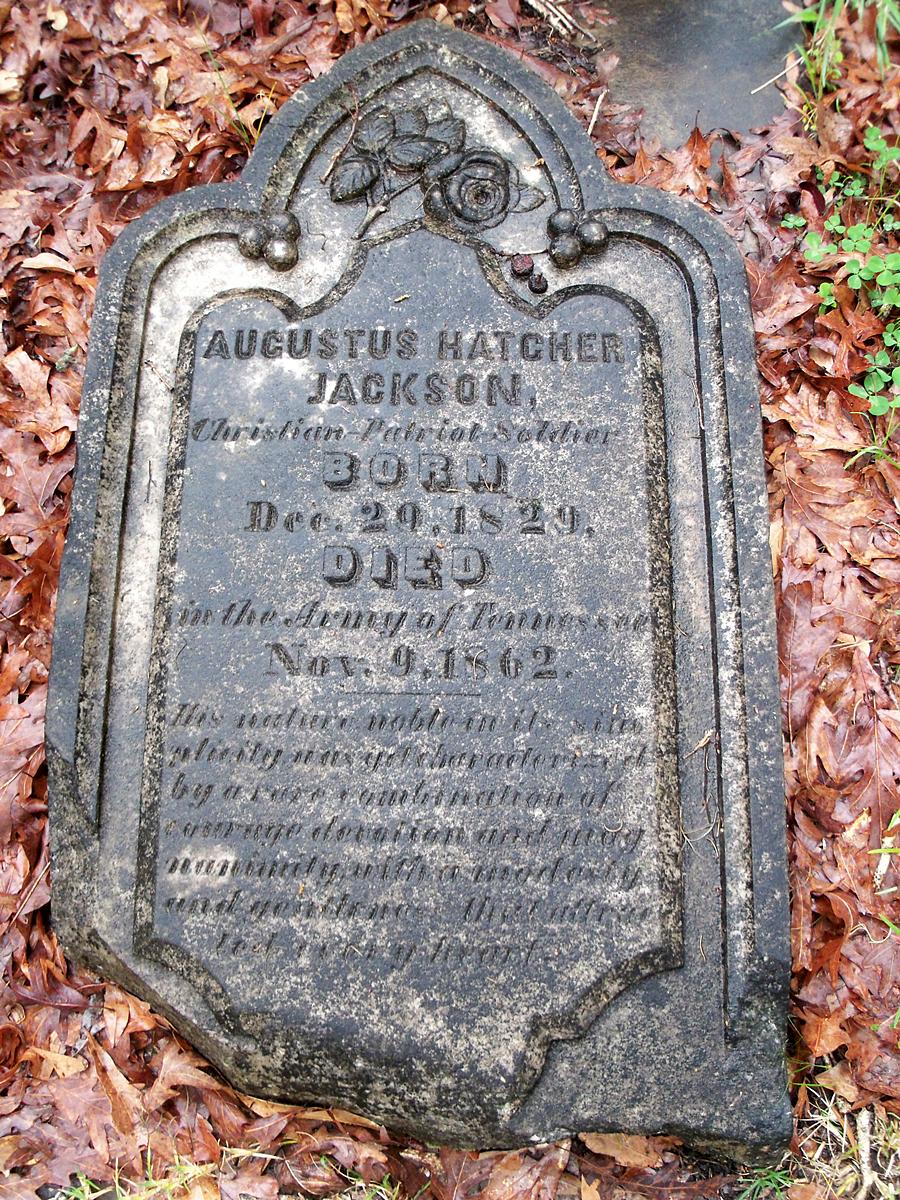 AUGUSTUS HATCHER
JACKSON,
Christian-Patriot-Soldier
BORN
Dec. 29, 1829,
DIED
in the Army of Tennessee
Nov. 9, 1862.
His nature noble in its sim
plicity was yet characterized
by a rare combination of
courage devotion and mag
nanimity, with a modesty
and gentleness that attrac
ted every heart